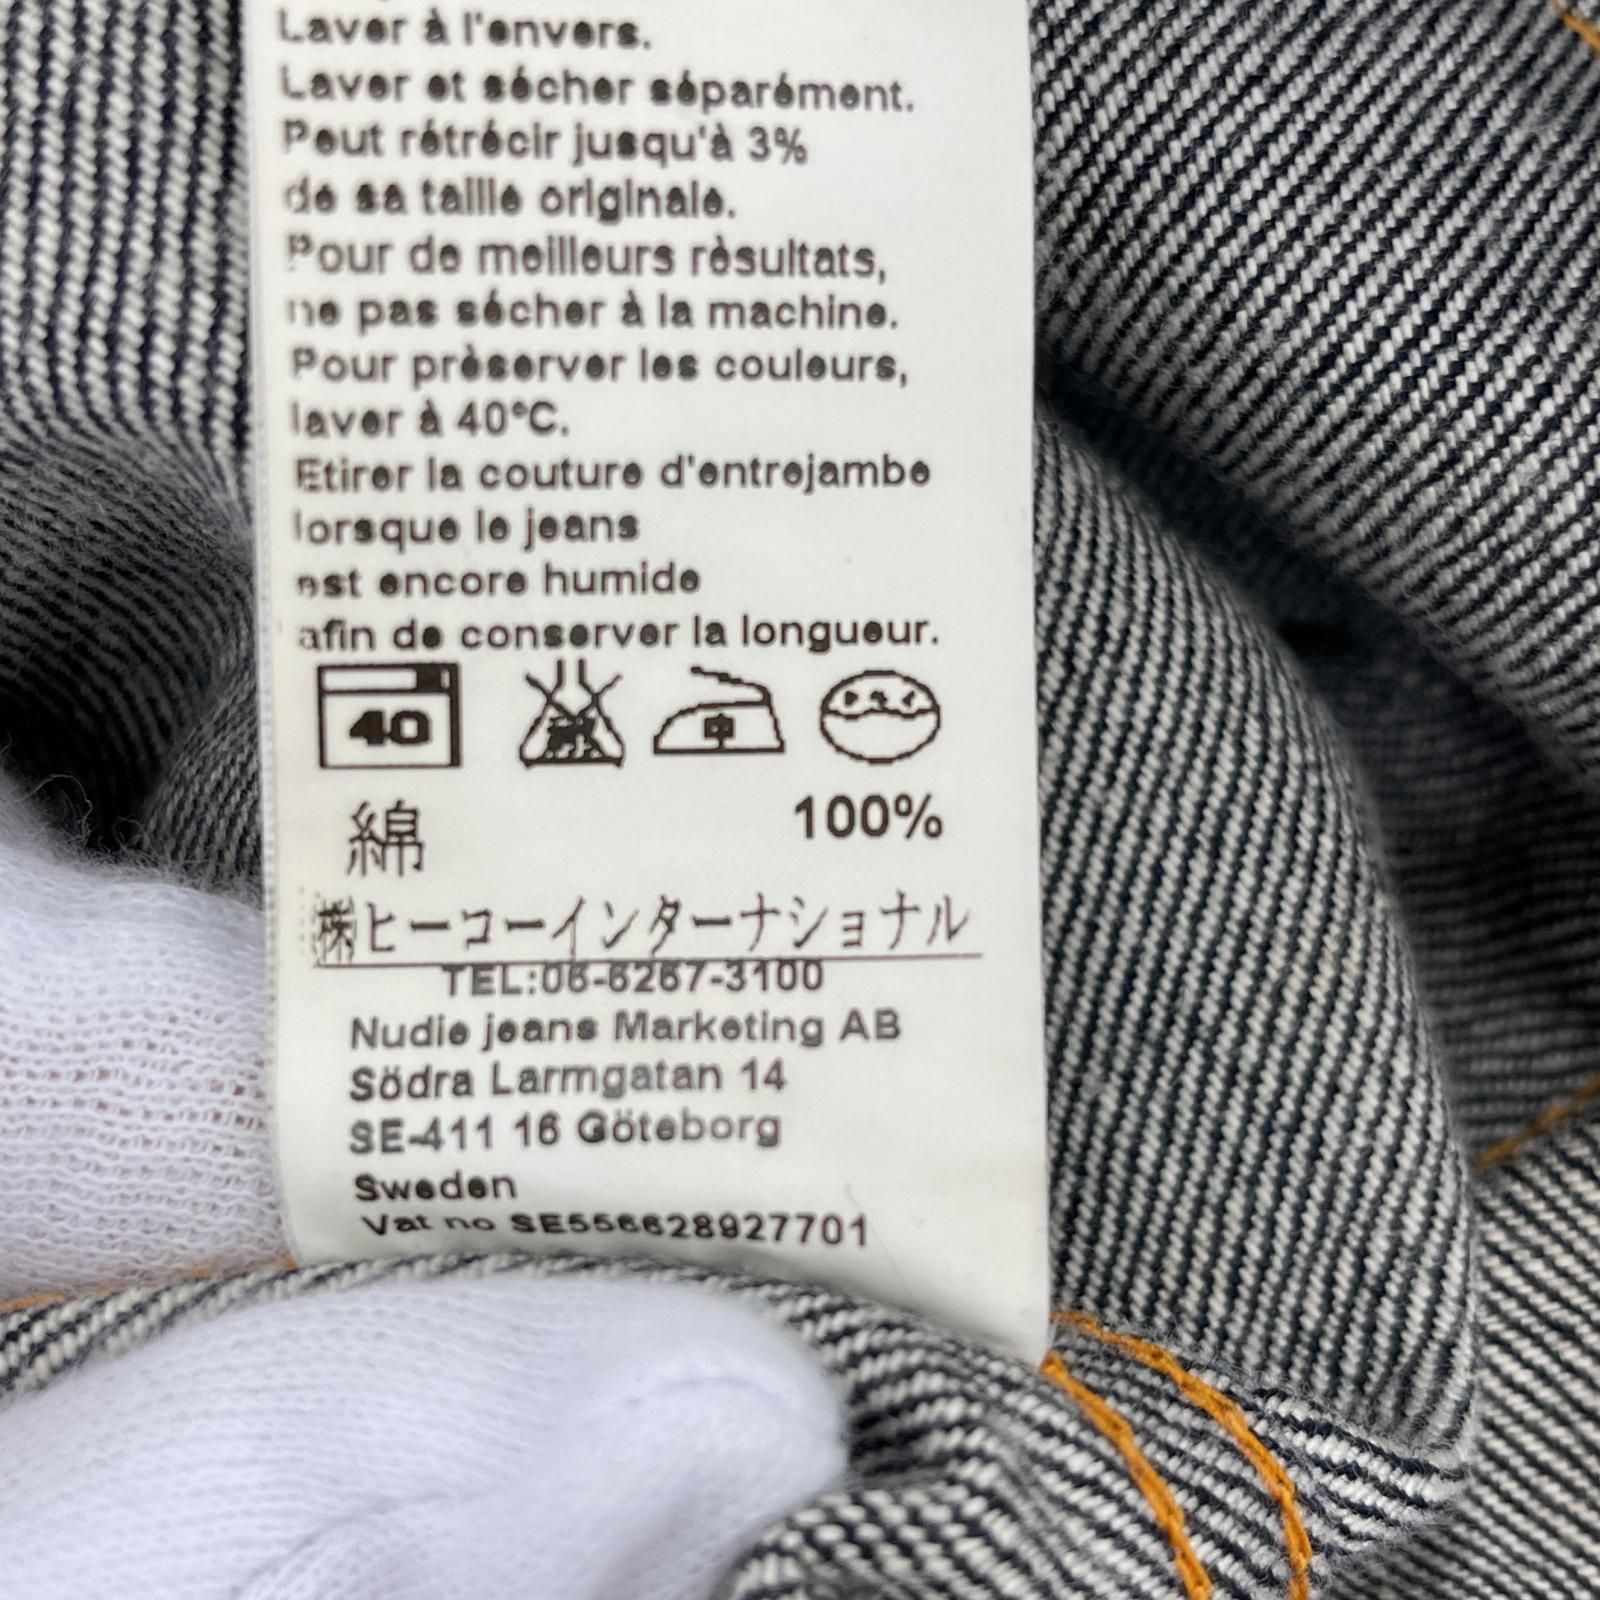 Laver à l'envers.
Laver et sécher séparément.
Peut rétrécir jusqu'à 3%
de sa taille originale.
Pour de meilleurs rèsultats,
ne pas sécher à la machine.
Pour prèserver les couleurs,
laver à 40°C.
Etirer la couture d'entrejambe
lorsque le jeans
est encore humide
afin de conserver la longueur.
40 中
綿 100%
㈱ヒーコーインターナショナル
TEL:06-6267-3100
Nudie jeans Marketing AB
Södra Larmgatan 14
SE-411 16 Göteborg
Sweden
Vat no SE556628927701